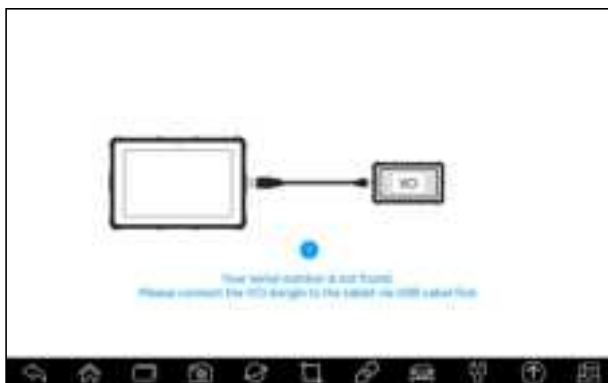 VCI
Your serial number is not found.
Please connect the VCI dongle to the tablet via USB cable first.